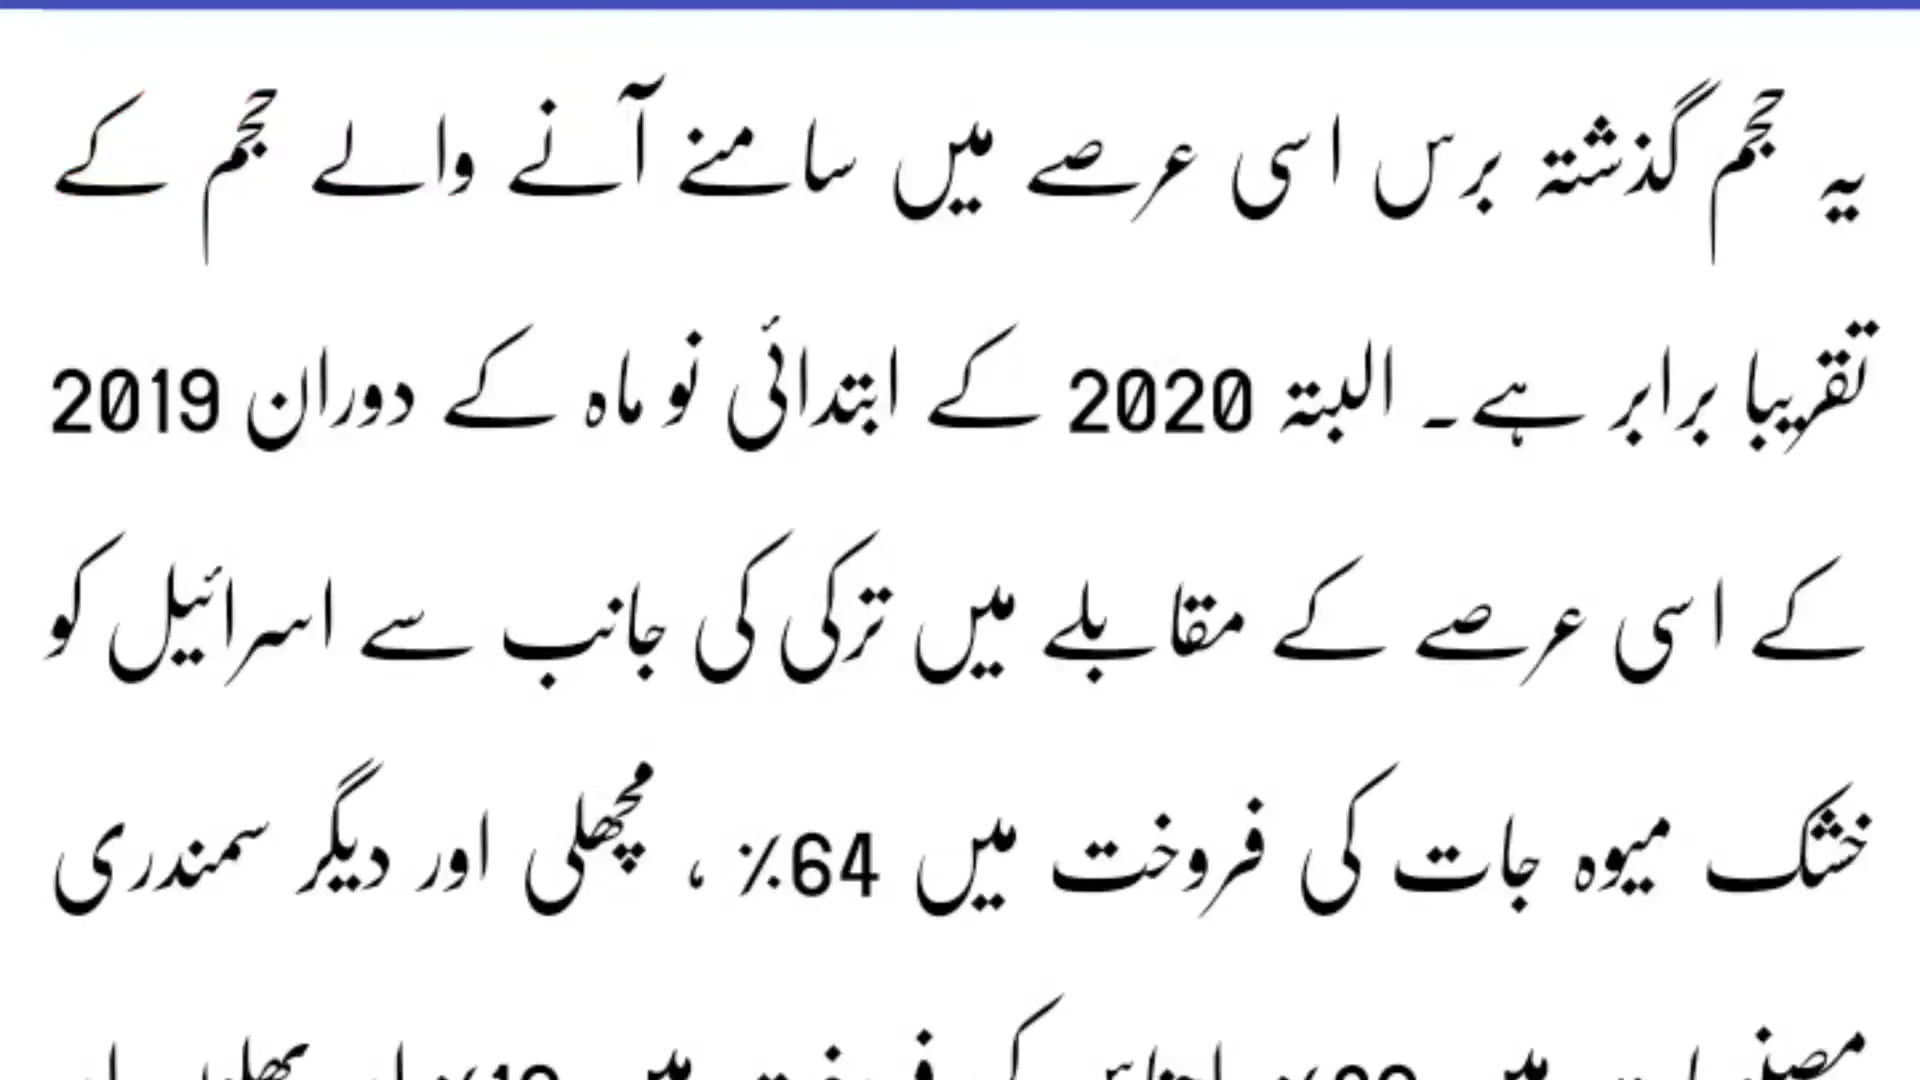 یہ حجم گذشتہ برس اسی عرصے میں سامنے آنے والے حجم کے
تقریبا برابر ہے۔ البتہ 2020 کے ابتدائی نو ماہ کے دوران 2019
کے اسی عرصے کے مقابلے میں ترکی کی جانب سے اسرائیل کو
خشک میوہ جات کی فروخت میں 64٪ ، مچھلی اور دیگر سمندری